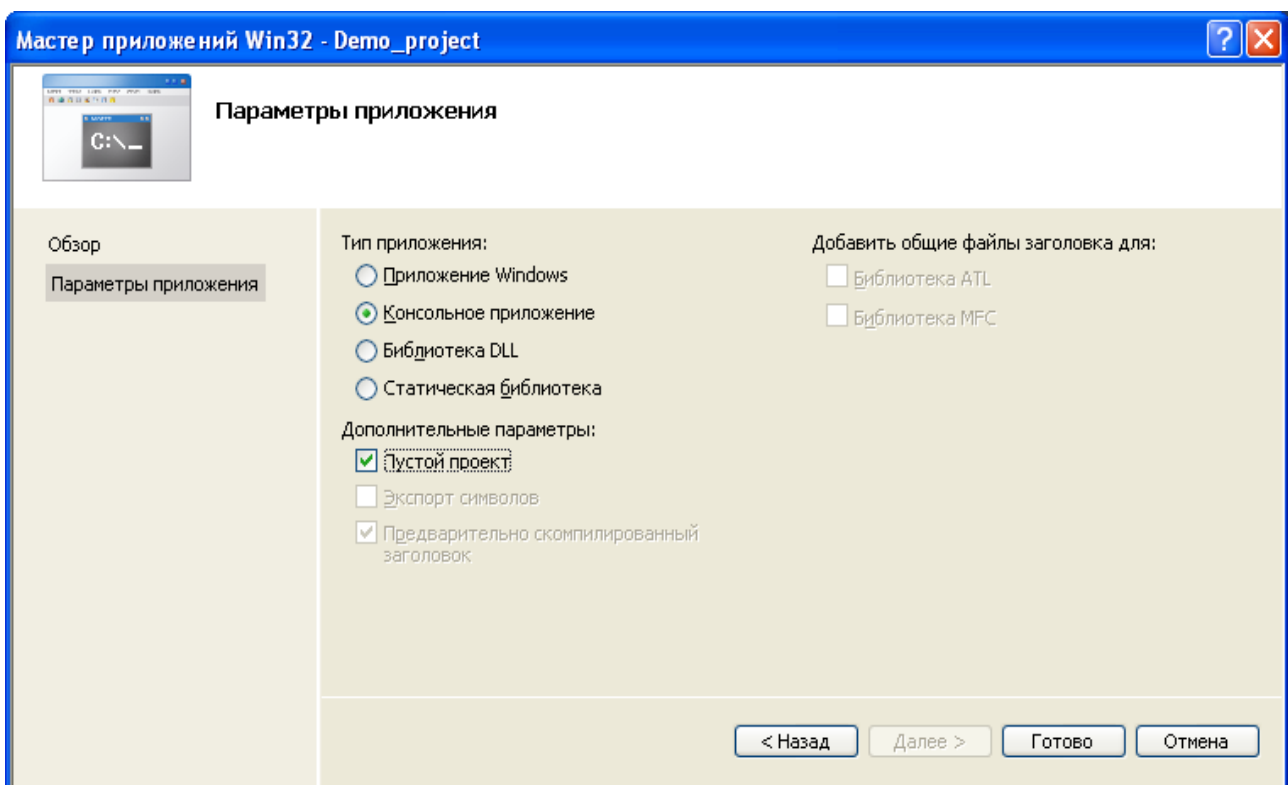 Мастер приложений Win32 - Demo_project
C:\_
Параметры приложения
Обзор
Параметры приложения
Тип приложения:
Приложение Windows
Консольное приложение
Библиотека DLL
Статическая библиотека
Дополнительные параметры:
Пустой проект
Экспорт символов
Предварительно скомпилированный
заголовок
Добавить общие файлы заголовка для:
Библиотека ATL
Библиотека MFC
< Назад
Далее >
Готово
Отмена